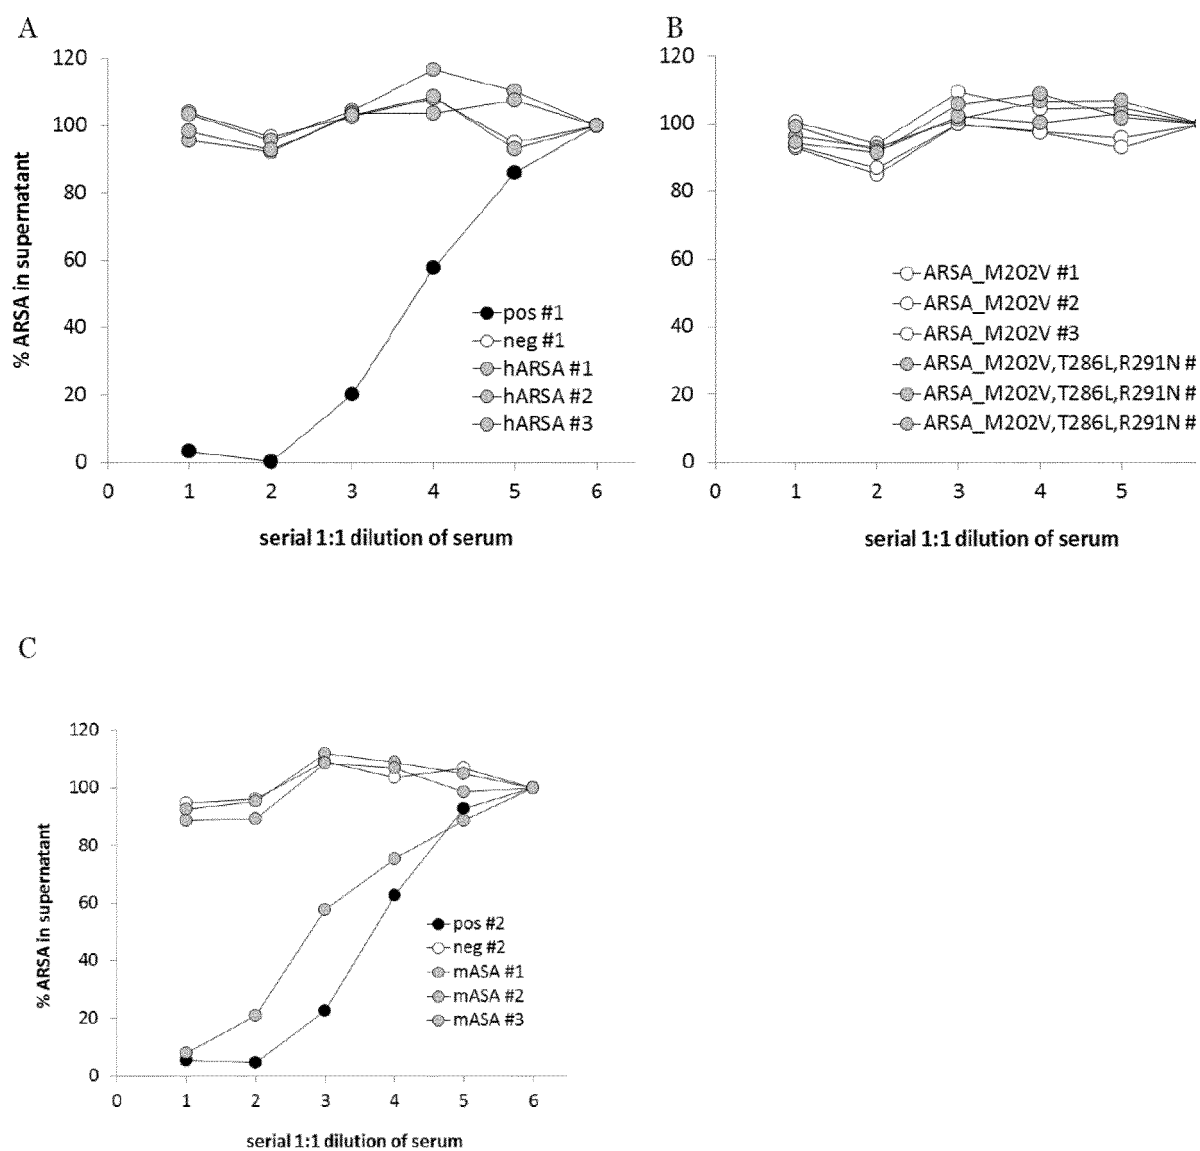 A
120
100
80
60
40
20
0
% ARSA in supernatant
pos #1
neg #1
hARSA #1
hARSA #2
hARSA #3
0 1 2 3 4 5 6
serial 1:1 dilution of serum
B
120
100
80
60
40
20
0
ARSA_M202V #1
ARSA_M202V #2
ARSA_M202V #3
ARSA_M202V,T286L,R291N #
ARSA_M202V,T286L,R291N #
ARSA_M202V,T286L,R291N #
0 1 2 3 4 5
serial 1:1 dilution of serum
C
120
100
80
60
40
20
0
% ARSA in supernatant
pos #2
neg #2
mASA #1
mASA #2
mASA #3
0 1 2 3 4 5 6
serial 1:1 dilution of serum